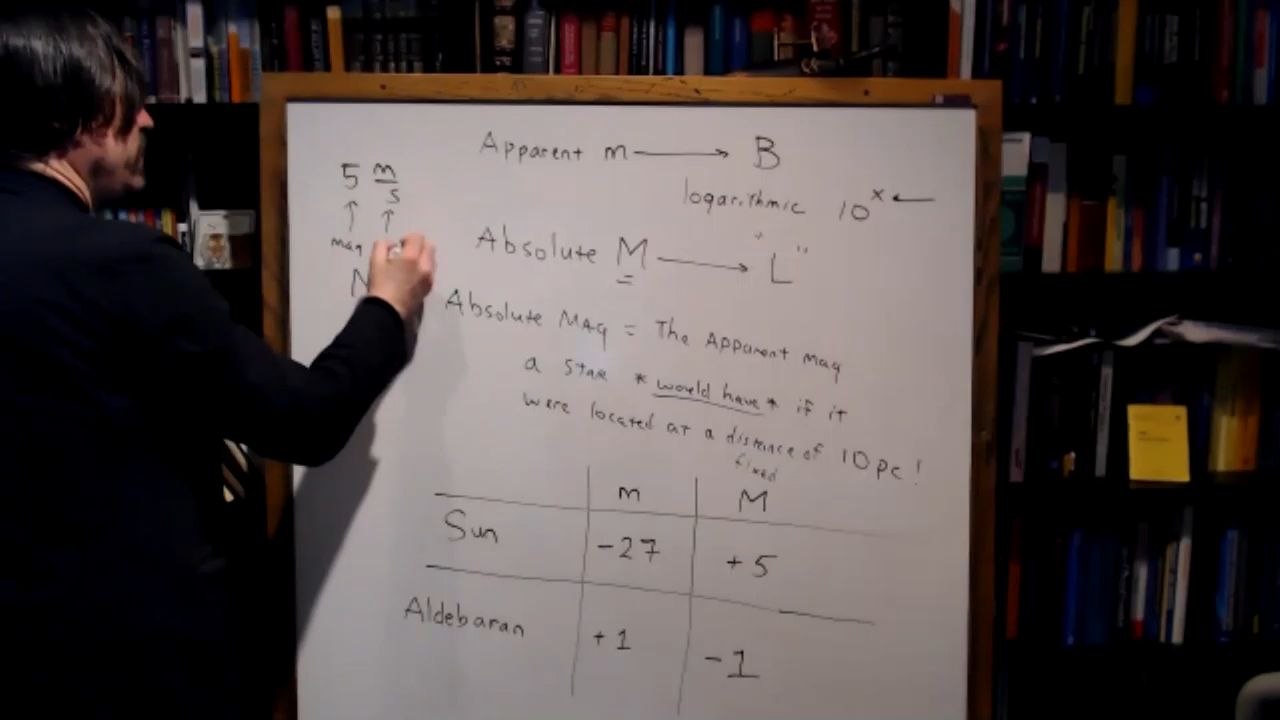 Apparent m → B
5 m/s
logarithmic 10^x ←
↑ ↑
mag
N
Absolute M → "L"
Absolute MAg = The Apparent mag
a star *would have* if it
were located at a distance of 10 pc!
fixed
m M
Sun -27 +5
Aldebaran +1 -1